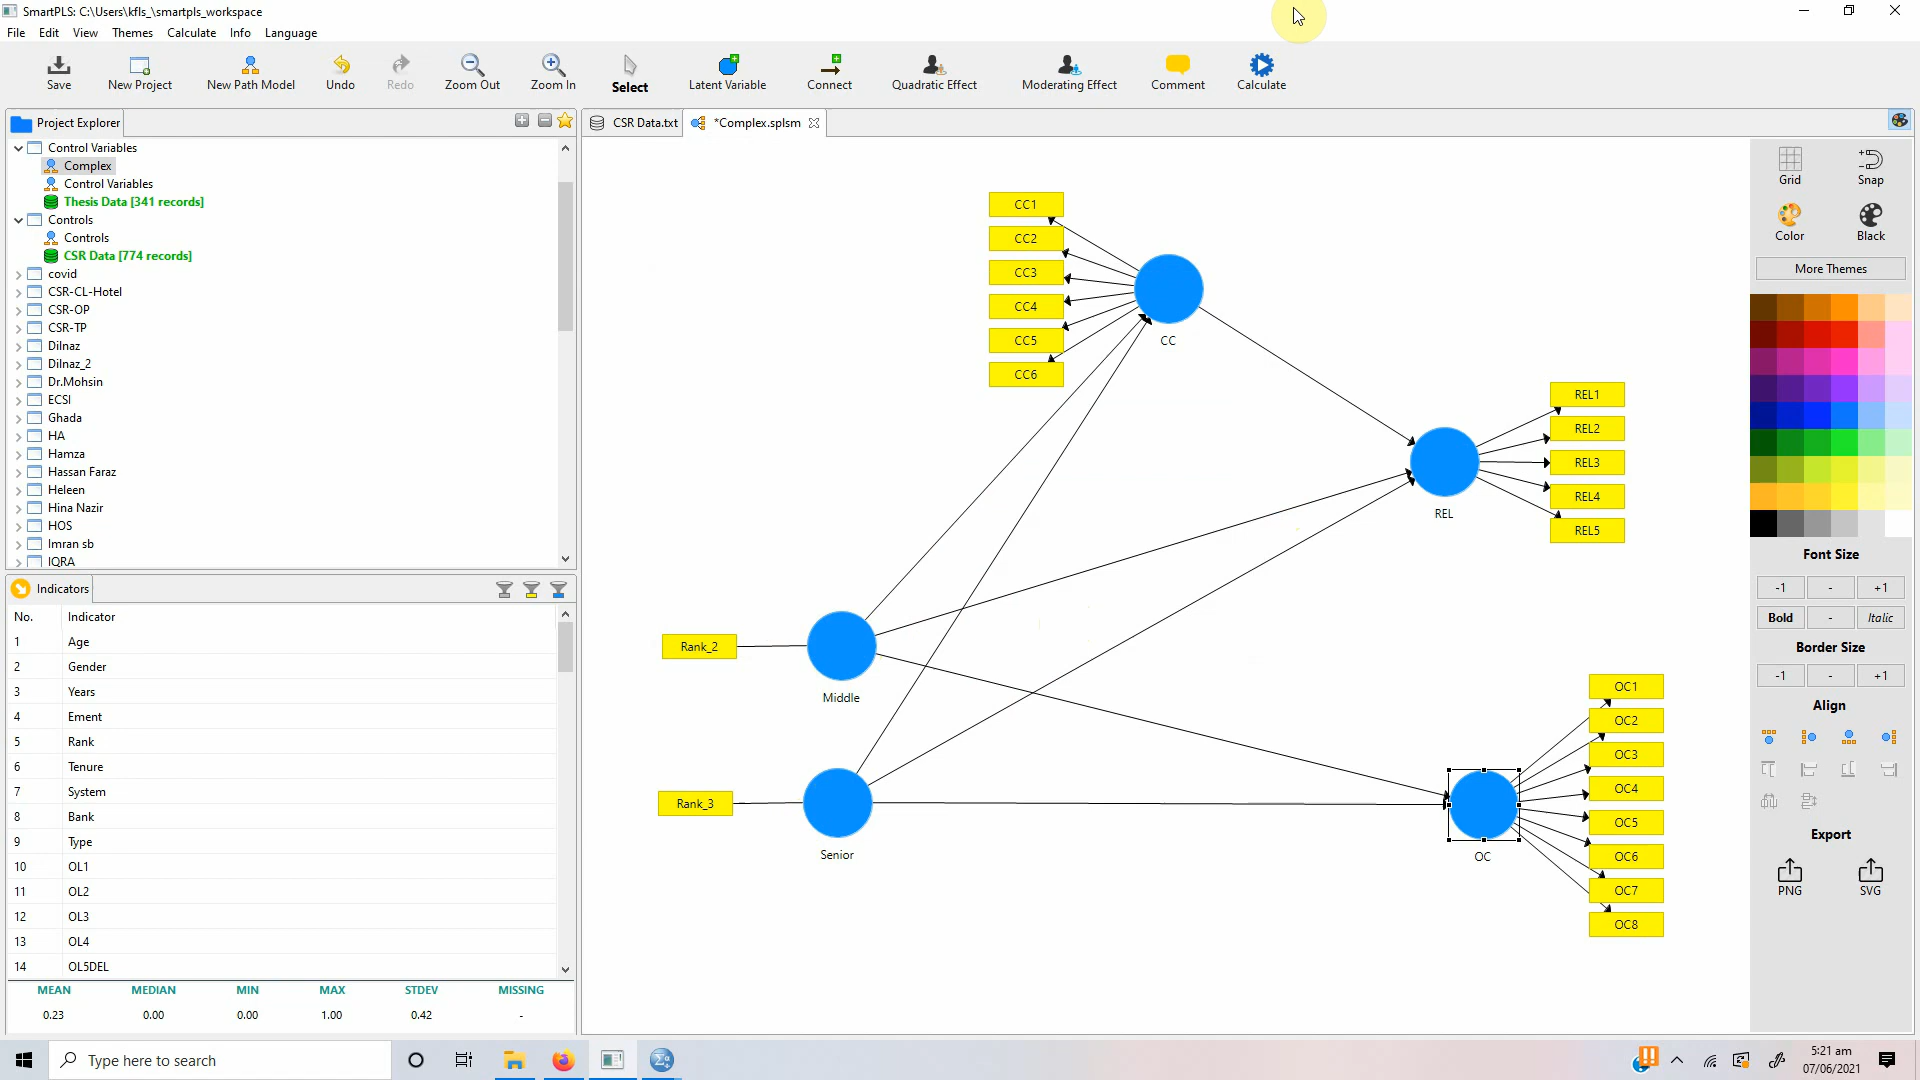 SmartPLS: C:\Users\kfls_\smartpls_workspace
File Edit View Themes Calculate Info Language
Save New Project New Path Model Undo Redo Zoom Out Zoom In Select Latent Variable Connect Quadratic Effect Moderating Effect Comment Calculate
Project Explorer
CSR Data.txt *Complex.splsm
Control Variables
Complex
Control Variables
Thesis Data [341 records]
Controls
Controls
CSR Data [774 records]
covid
CSR-CL-Hotel
CSR-OP
CSR-TP
Dilnaz
Dilnaz_2
Dr.Mohsin
ECSI
Ghada
HA
Hamza
Hassan Faraz
Heleen
Hina Nazir
HOS
Imran sb
IQRA
Indicators
No. Indicator
1 Age
2 Gender
3 Years
4 Ement
5 Rank
6 Tenure
7 System
8 Bank
9 Type
10 OL1
11 OL2
12 OL3
13 OL4
14 OL5DEL
MEAN MEDIAN MIN MAX STDEV MISSING
0.23 0.00 0.00 1.00 0.42 -
CC1
CC2
CC3
CC4
CC5
CC6
CC
REL1
REL2
REL3
REL4
REL5
REL
Rank_2
Middle
Rank_3
Senior
OC1
OC2
OC3
OC4
OC5
OC6
OC7
OC8
OC
Grid Snap
Color Black
More Themes
Font Size
-1 - +1
Bold - Italic
Border Size
-1 - +1
Align
Export
PNG SVG
Type here to search
5:21 am
07/06/2021